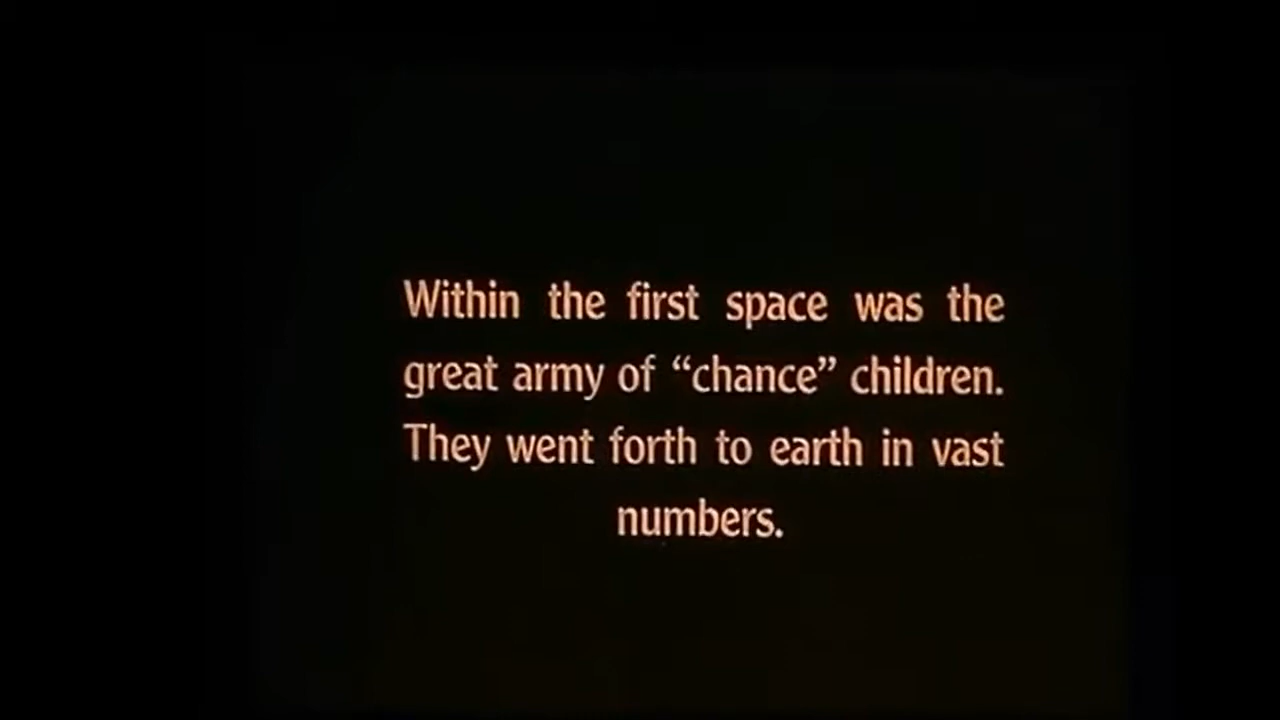 Within the first space was the
great army of “chance” children.
They went forth to earth in vast
numbers.